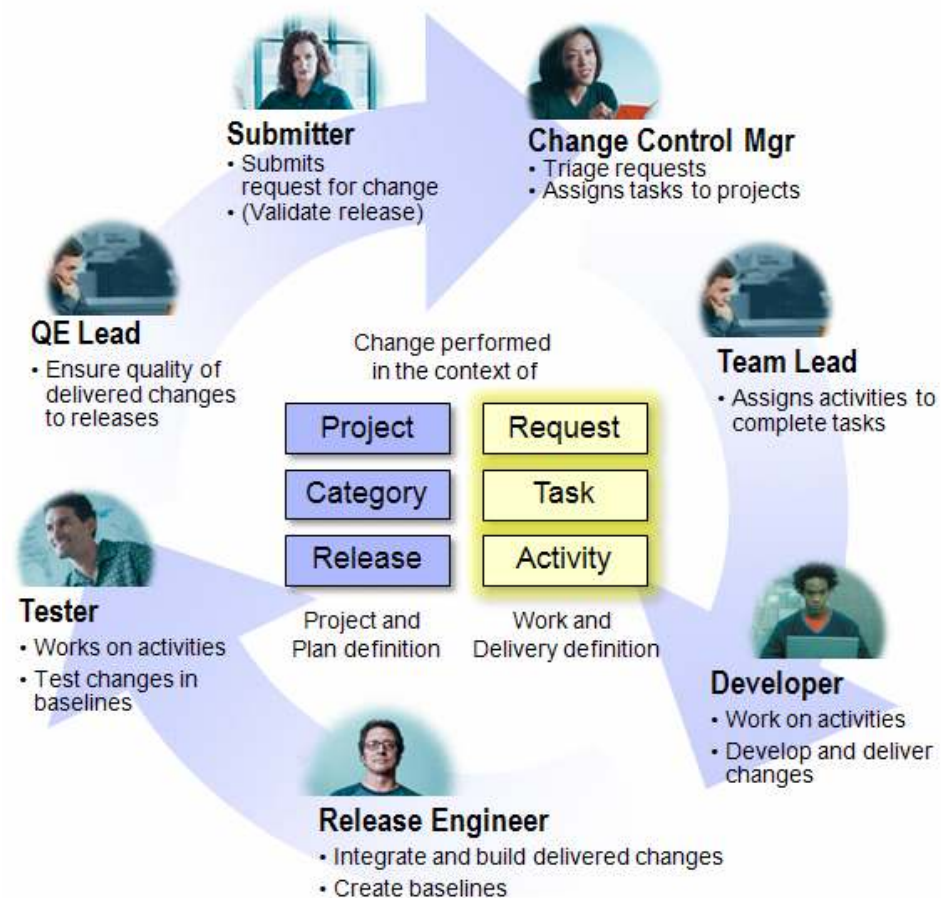 Submitter
• Submits
request for change
• (Validate release)
Change Control Mgr
• Triage requests
• Assigns tasks to projects
QE Lead
• Ensure quality of
delivered changes
to releases
Change performed
in the context of
Project
Category
Release
Project and
Plan definition
Request
Task
Activity
Work and
Delivery definition
Team Lead
• Assigns activities to
complete tasks
Tester
• Works on activities
• Test changes in
baselines
Developer
• Work on activities
• Develop and deliver
changes
Release Engineer
• Integrate and build delivered changes
• Create baselines